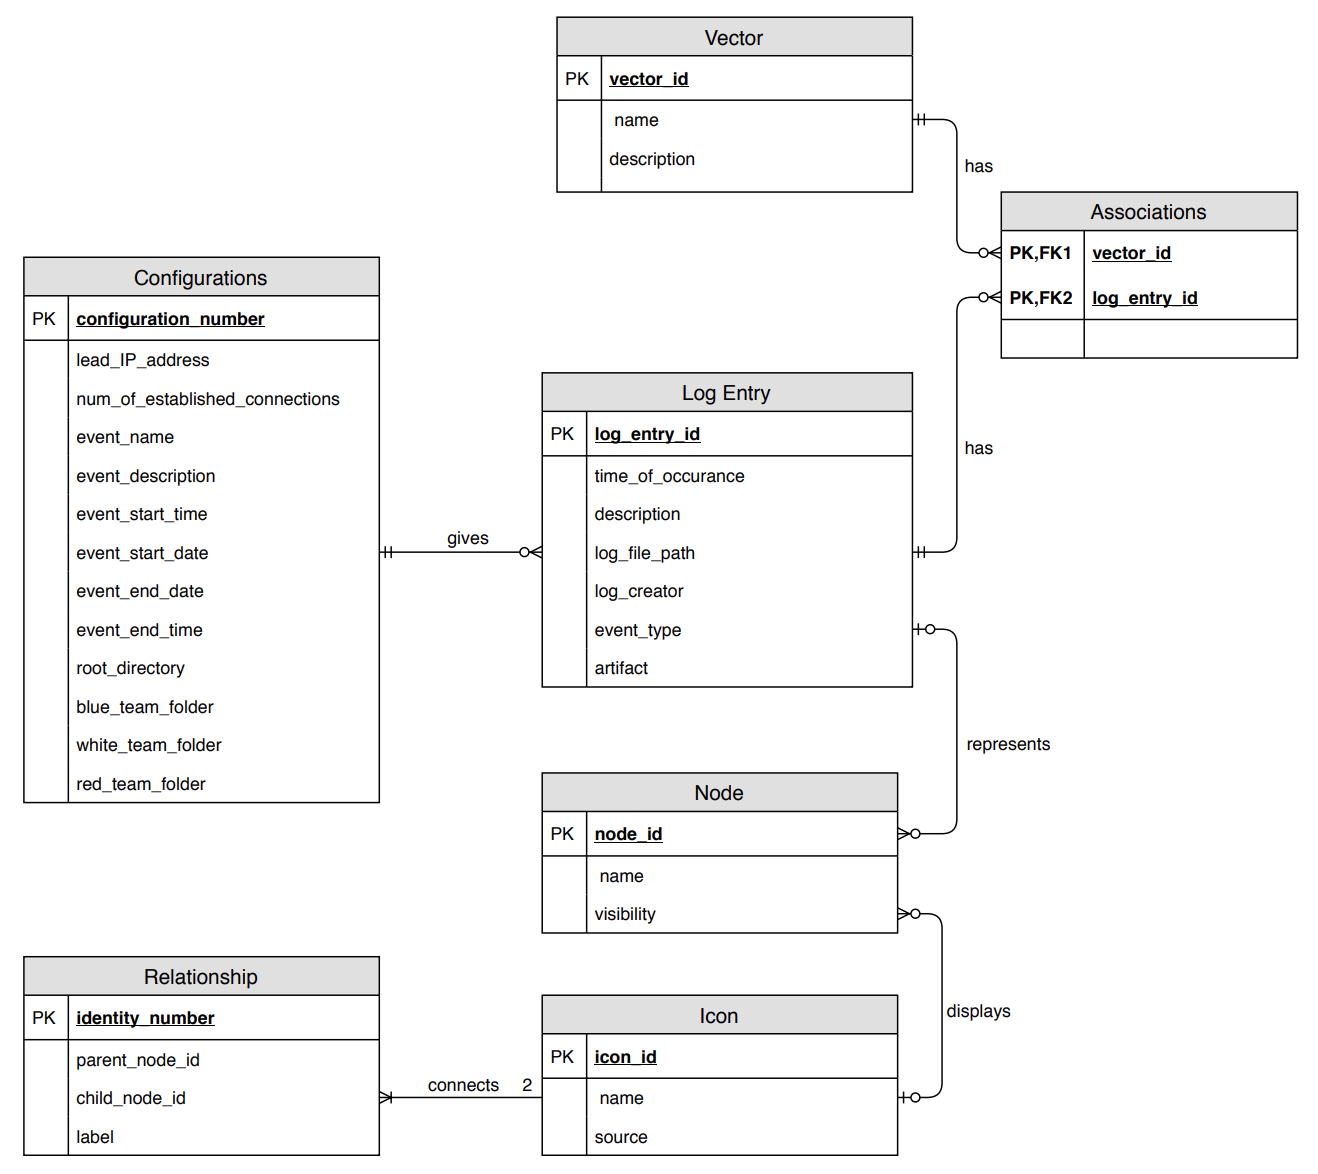 Vector
PK vector_id
name
description
has
Associations
PK,FK1 vector_id
PK,FK2 log_entry_id
Configurations
PK configuration_number
lead_IP_address
num_of_established_connections
event_name
event_description
event_start_time
event_start_date
event_end_date
event_end_time
root_directory
blue_team_folder
white_team_folder
red_team_folder
gives
Log Entry
PK log_entry_id
time_of_occurance
description
log_file_path
log_creator
event_type
artifact
has
represents
Node
PK node_id
name
visibility
displays
Relationship
PK identity_number
parent_node_id
child_node_id
label
connects 2
Icon
PK icon_id
name
source